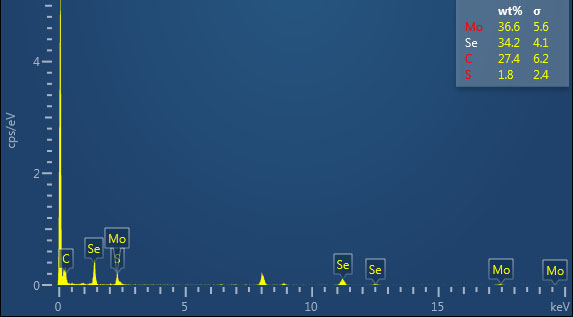 wt% σ
Mo 36.6 5.6
Se 34.2 4.1
C 27.4 6.2
S 1.8 2.4
4
cps/eV
2
Mo
Se
C
S
Se
Se
Mo
Mo
0
0 5 10 15 keV